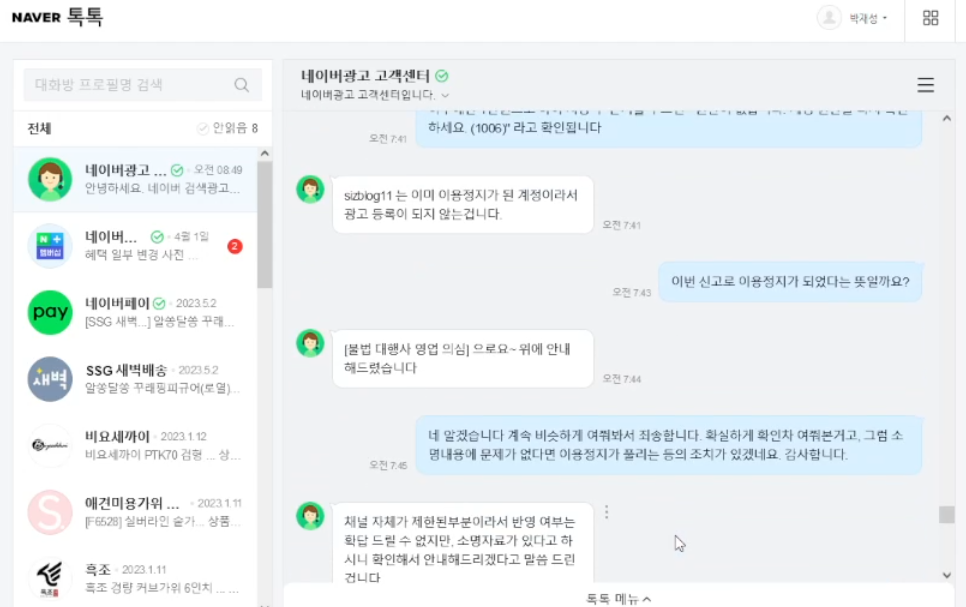 NAVER 톡톡
박재성
대화방 프로필명 검색
전체
안읽음 8
네이버광고 ... 오전 08:49
안녕하세요. 네이버 검색광고...
네이버... 4월 1일
혜택 일부 변경 사전 ...
2
N +
멤버십
네이버페이 2023.5.2
[SSG 새벽...] 알쏭달쏭 꾸래...
pay
SSG 새벽배송 2023.5.2
알쏭달쏭 꾸래핑피규어(로열)...
새벽
비요세까이 2023.1.12
비요세까이 PTK70 검형 ... 상...
애견미용가위 ... 2023.1.11
[F6528] 실버라인 숱가... 상품...
S
흑조 2023.1.11
흑조 경량 커브가위 6인치 ... ...
흑조
네이버광고 고객센터
네이버광고 고객센터입니다.
하세요. (1006)" 라고 확인됩니다
오전 7:41
sizblog11 는 이미 이용정지가 된 계정이라서
광고 등록이 되지 않는겁니다.
오전 7:41
이번 신고로 이용정지가 되었다는 뜻일까요?
오전 7:43
[불법 대행사 영업 의심] 으로요~ 위에 안내
해드렸습니다
오전 7:44
네 알겠습니다 계속 비슷하게 여쭤봐서 죄송합니다. 확실하게 확인차 여쭤본거고, 그럼 소
명내용에 문제가 없다면 이용정지가 풀리는 등의 조치가 있겠네요. 감사합니다.
오전 7:45
채널 자체가 제한된부분이라서 반영 여부는
확답 드릴 수 없지만, 소명자료가 있다고 하
시니 확인해서 안내해드리겠다고 말씀 드린
겁니다
톡톡 메뉴